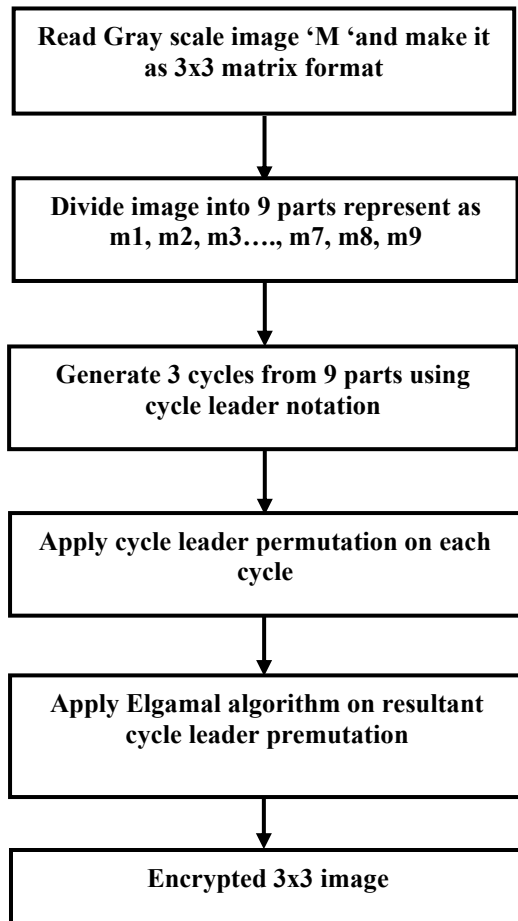 Read Gray scale image ‘M ‘and make it
as 3x3 matrix format
Divide image into 9 parts represent as
m1, m2, m3…., m7, m8, m9
Generate 3 cycles from 9 parts using
cycle leader notation
Apply cycle leader permutation on each
cycle
Apply Elgamal algorithm on resultant
cycle leader premutation
Encrypted 3x3 image